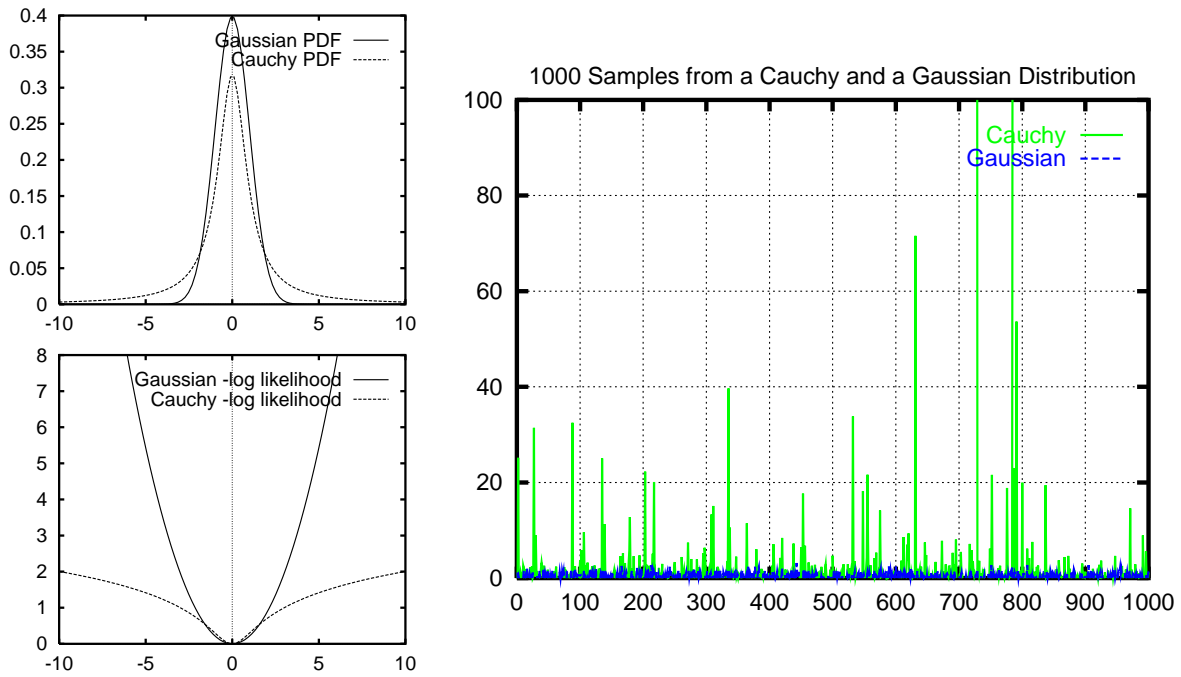 0.4
0.35
0.3
0.25
0.2
0.15
0.1
0.05
0
-10 -5 0 5 10
Gaussian PDF
Cauchy PDF
8
7
6
5
4
3
2
1
0
-10 -5 0 5 10
Gaussian -log likelihood
Cauchy -log likelihood
1000 Samples from a Cauchy and a Gaussian Distribution
100
80
60
40
20
0
0 100 200 300 400 500 600 700 800 900 1000
Cauchy
Gaussian